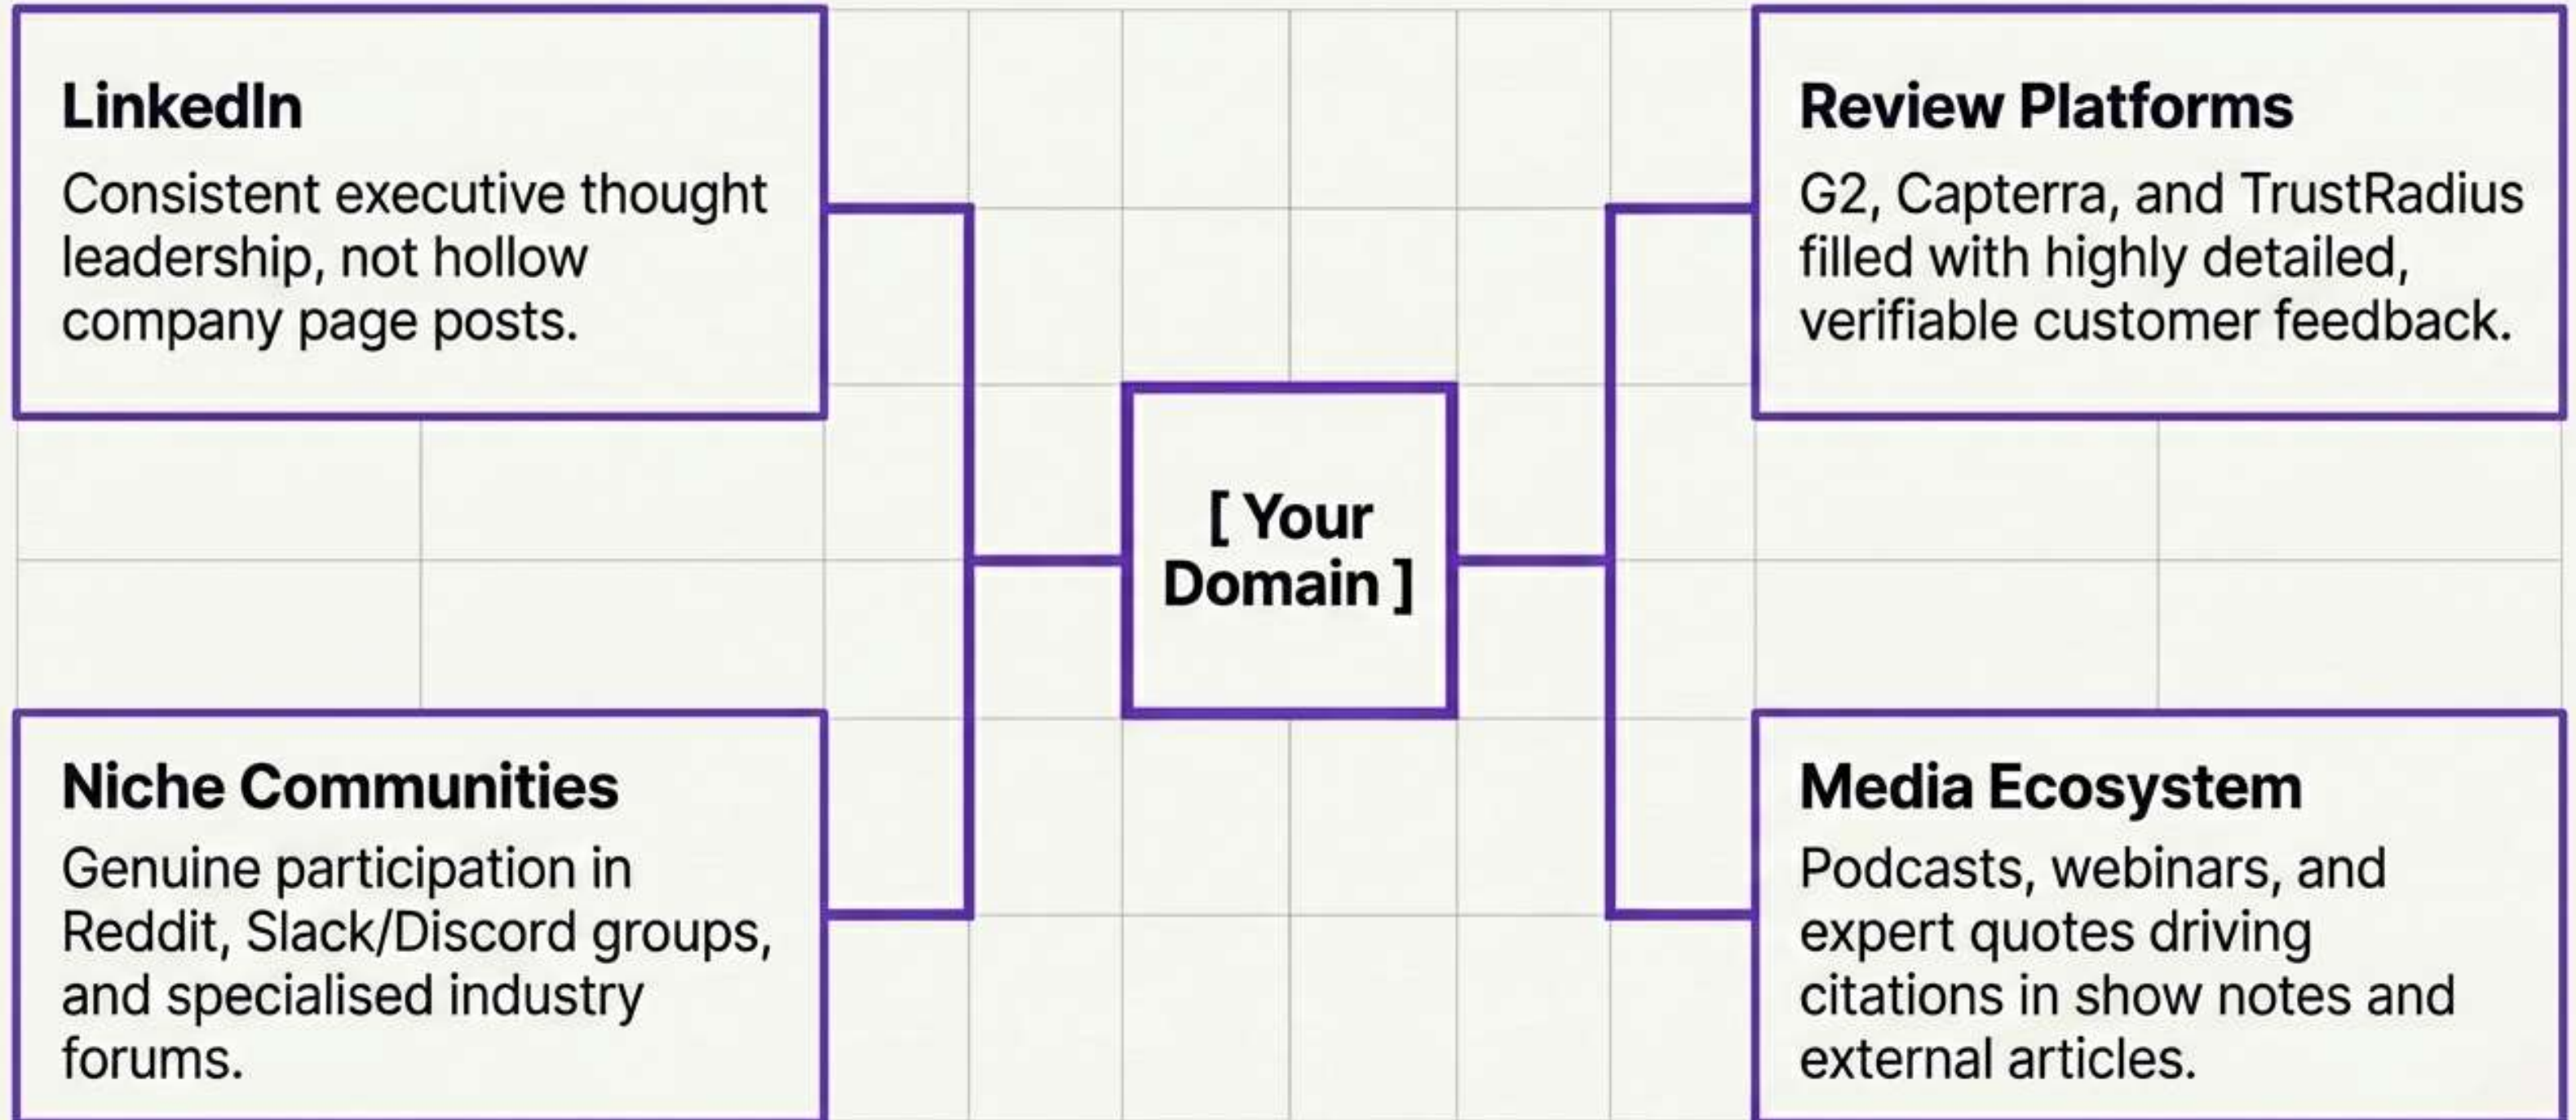 LinkedIn
Consistent executive thought
leadership, not hollow
company page posts.
Review Platforms
G2, Capterra, and TrustRadius
filled with highly detailed,
verifiable customer feedback.
[ Your
Domain ]
Niche Communities
Genuine participation in
Reddit, Slack/Discord groups,
and specialised industry
forums.
Media Ecosystem
Podcasts, webinars, and
expert quotes driving
citations in show notes and
external articles.